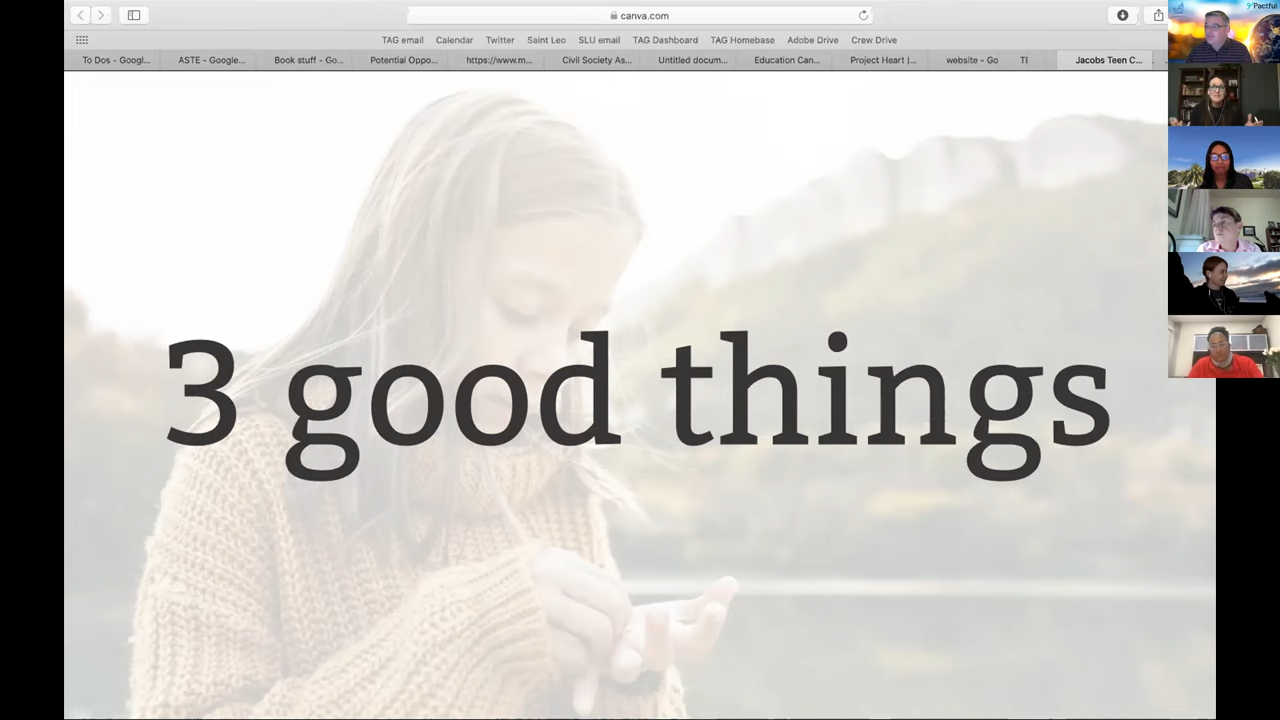 canva.com
TAG email Calendar Twitter Saint Leo SLU email TAG Dashboard TAG Homebase Adobe Drive Crew Drive
To Dos - Googl... ASTE - Google... Book stuff - Go... Potential Oppo... https://www.m... Civil Society As... Untitled docum... Education Can... Project Heart |... website - Go TI Jacobs Teen C...
Pactful
3 good things